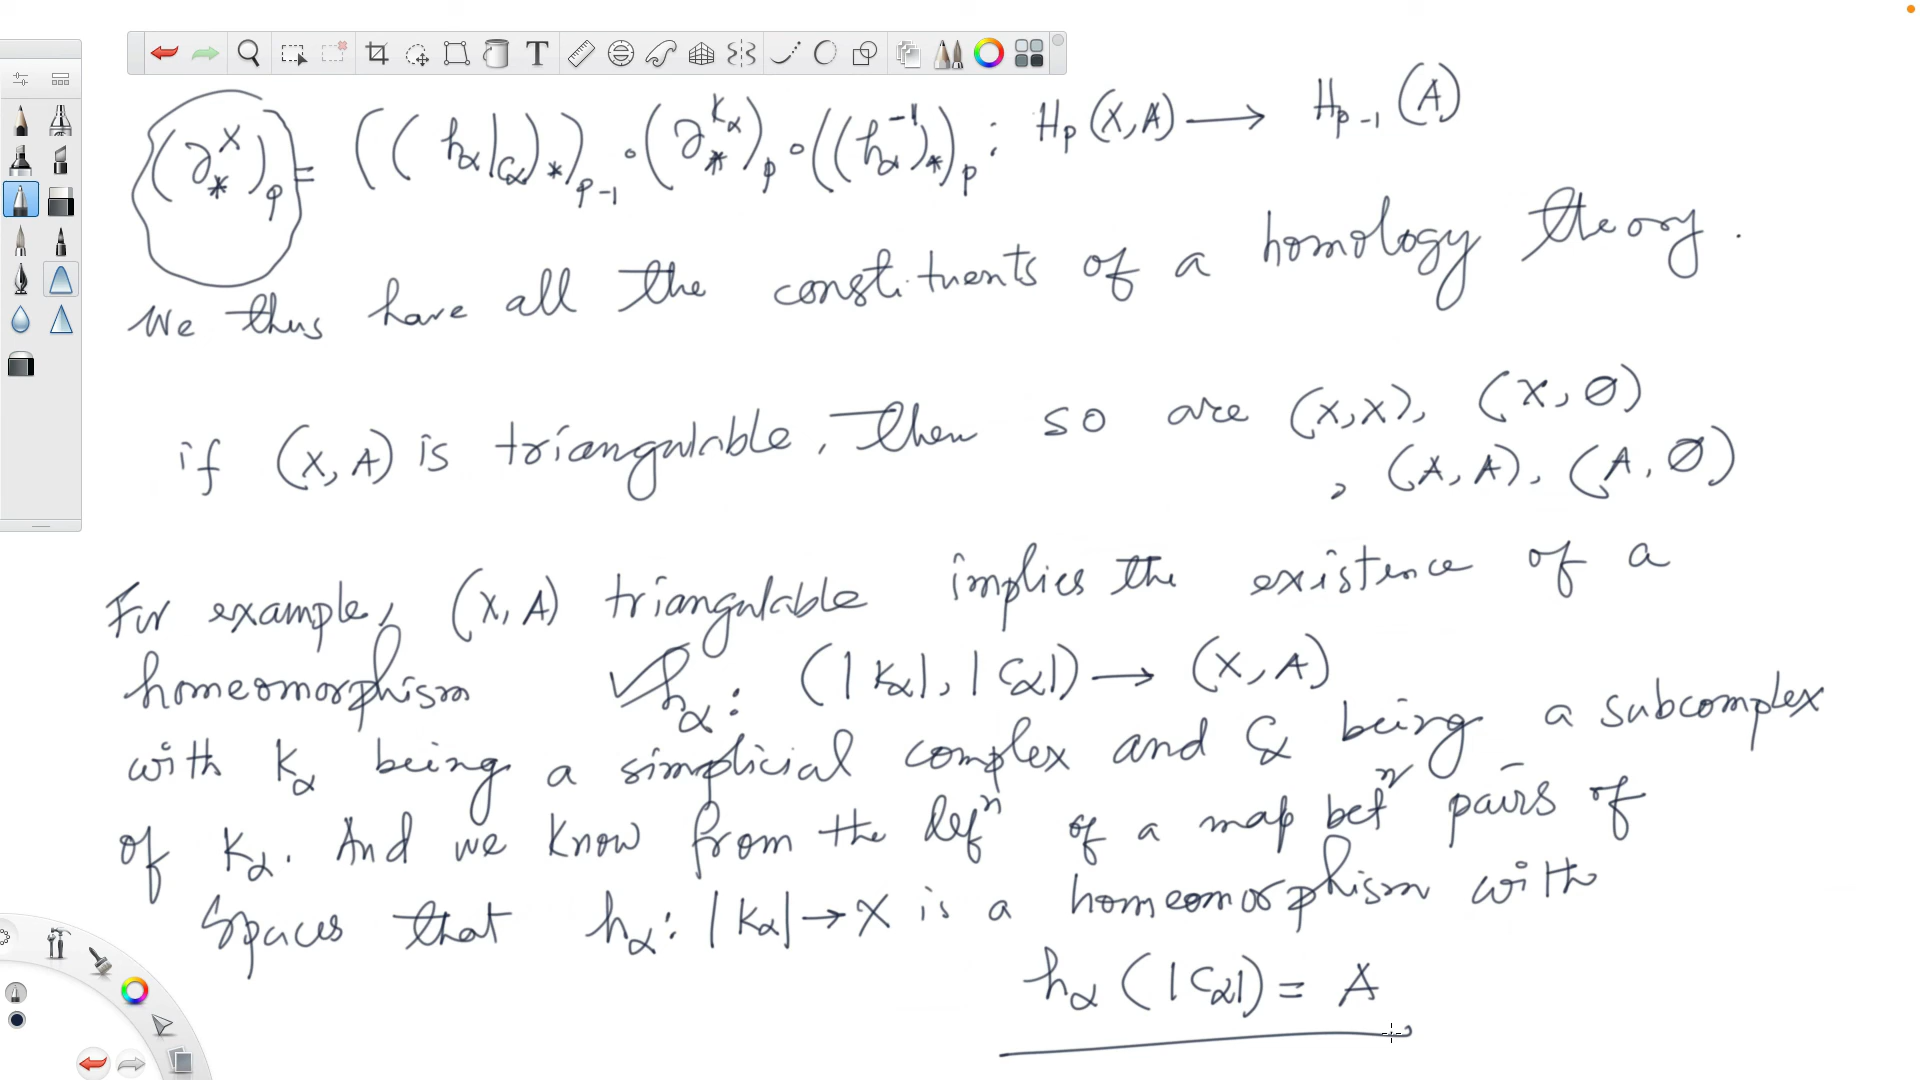 (∂_*^X)_p = ((h_α|_{C_α})_*)_{p-1} ∘ (∂_*^{K_α})_p ∘ ((h_α^{-1})_*)_p : H_p(X,A) ⟶ H_{p-1}(A)
We thus have all the constituents of a homology theory.
if (X,A) is triangulable, then so are (X,X), (X,∅)
, (A,A), (A,∅)
For example, (X,A) triangulable implies the existence of a
homeomorphism h_α: (|K_α|, |C_α|) ⟶ (X,A)
with K_α being a simplicial complex and C_α being a subcomplex
of K_α. And we know from the defⁿ of a map betⁿ pairs of
spaces that h_α: |K_α| → X is a homeomorphism with
h_α(|C_α|) = A